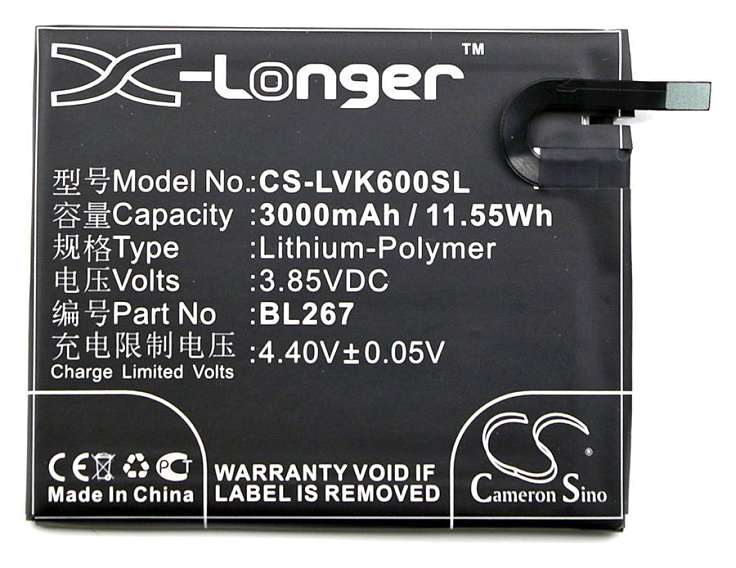 X-Longer™
型号Model No.:CS-LVK600SL
容量Capacity :3000mAh / 11.55Wh
规格Type :Lithium-Polymer
电压Volts :3.85VDC
编号Part No :BL267
充电限制电压 :4.40V±0.05V
Charge Limited Volts
CE PCT
Made In China
WARRANTY VOID IF
LABEL IS REMOVED
CS®
Cameron Sino